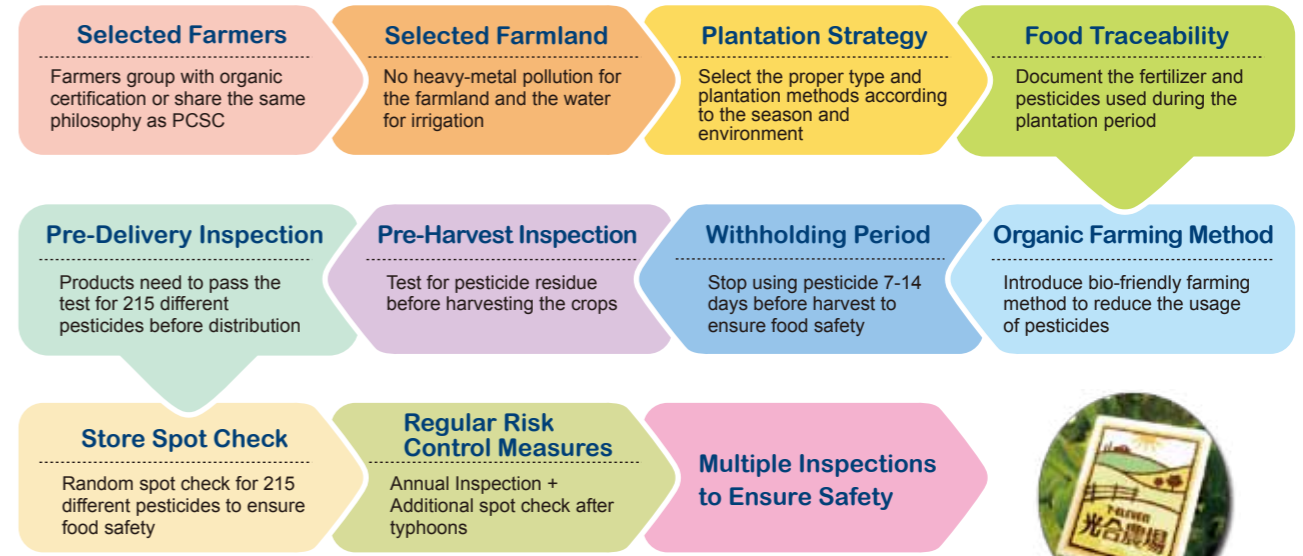 Selected Farmers
Farmers group with organic
certification or share the same
philosophy as PCSC
Selected Farmland
No heavy-metal pollution for
the farmland and the water
for irrigation
Plantation Strategy
Select the proper type and
plantation methods according
to the season and
environment
Food Traceability
Document the fertilizer and
pesticides used during the
plantation period
Organic Farming Method
Introduce bio-friendly farming
method to reduce the usage
of pesticides
Withholding Period
Stop using pesticide 7-14
days before harvest to
ensure food safety
Pre-Harvest Inspection
Test for pesticide residue
before harvesting the crops
Pre-Delivery Inspection
Products need to pass the
test for 215 different
pesticides before distribution
Store Spot Check
Random spot check for 215
different pesticides to ensure
food safety
Regular Risk
Control Measures
Annual Inspection +
Additional spot check after
typhoons
Multiple Inspections
to Ensure Safety
光合農場